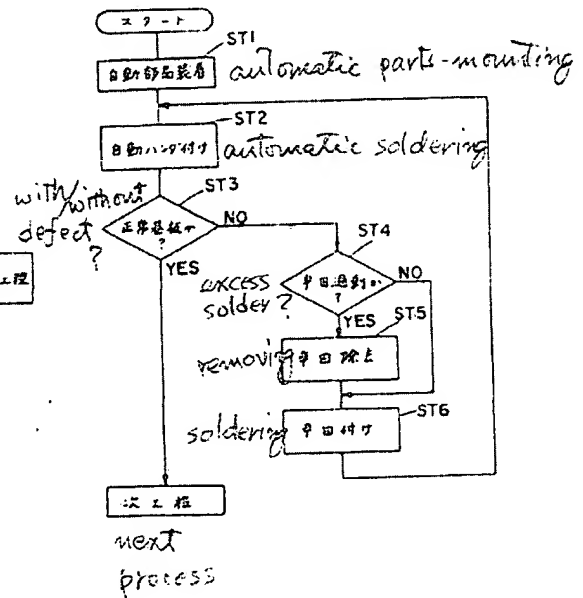 スタート
ST1
自動部品装着
automatic parts-mounting
ST2
自動ハンダ付け
automatic soldering
ST3
with/without
defect
?
正常基板か
?
NO
YES
工程
ST4
excess
solder?
半田過剰か
?
NO
YES
ST5
removing
半田除去
ST6
soldering
半田付け
次工程
next
process